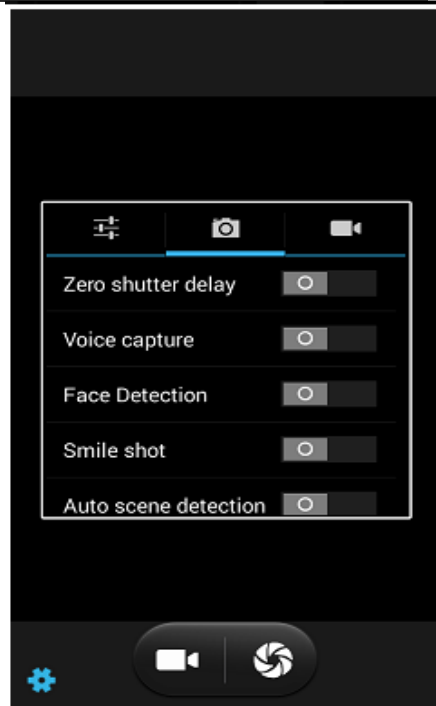 Zero shutter delay
Voice capture
Face Detection
Smile shot
Auto scene detection